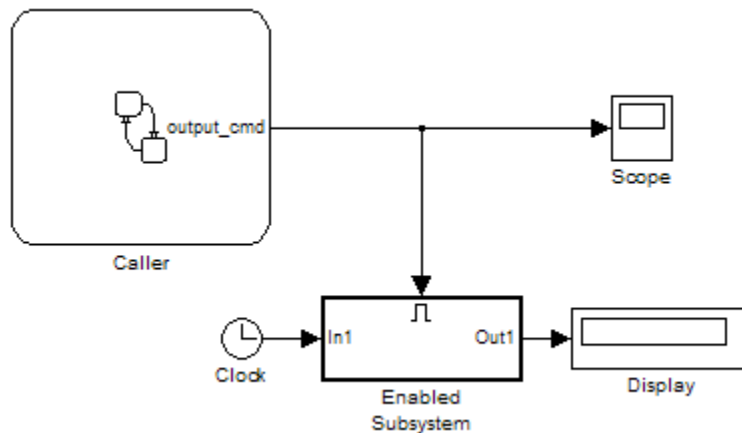 output_cmd
Scope
Caller
In1
Out1
Clock
Display
Enabled
Subsystem